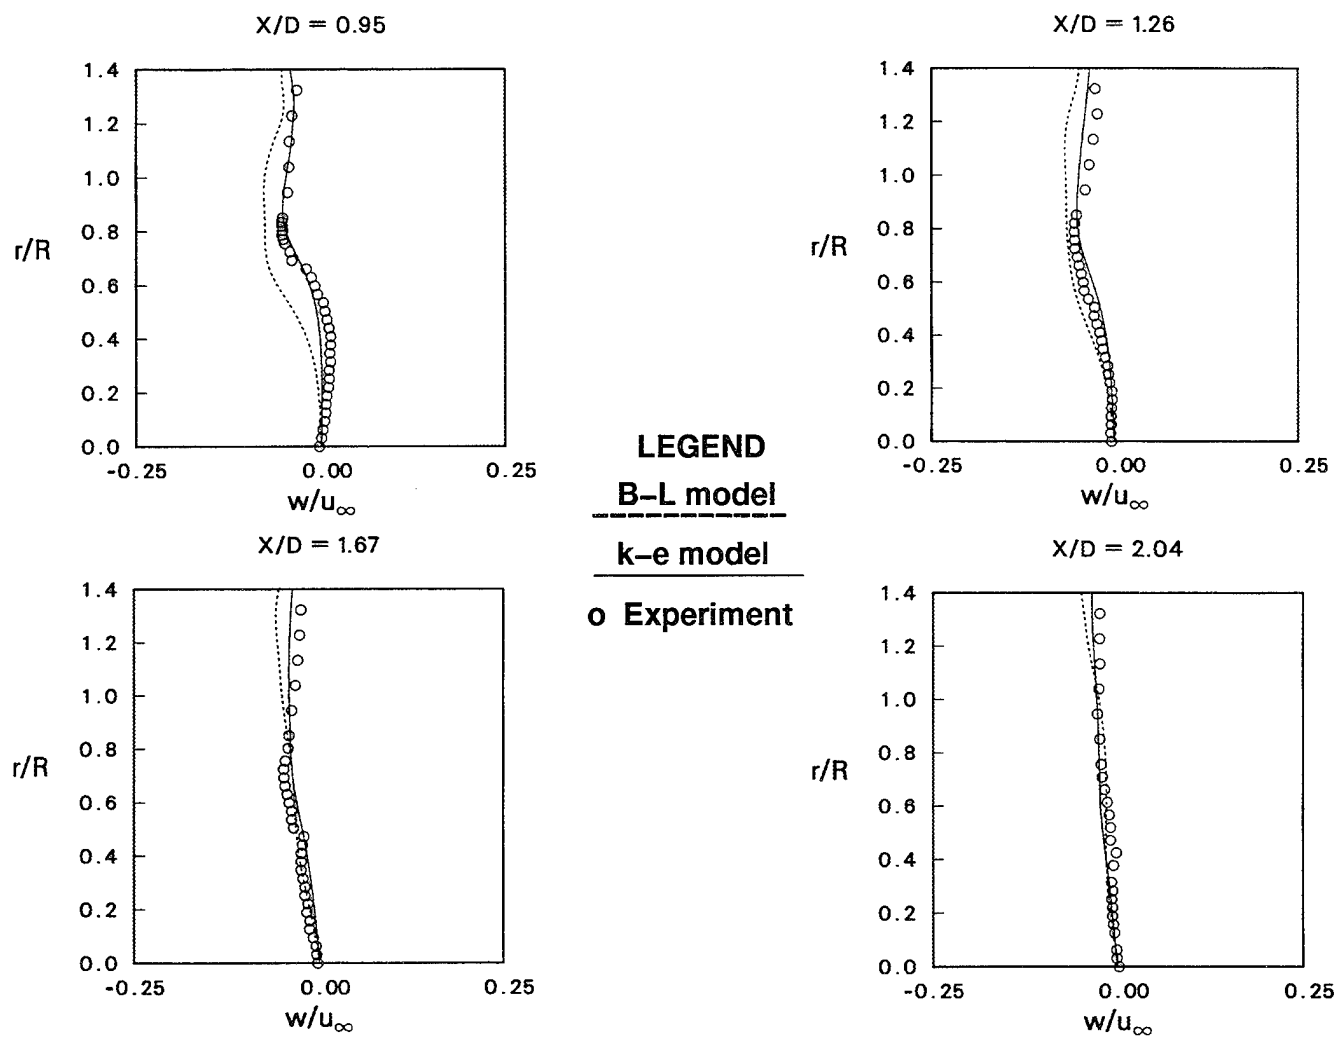 X/D = 0.95
1.4
1.2
1.0
0.8
r/R
0.6
0.4
0.2
0.0
-0.25 0.00 0.25
w/u∞
X/D = 1.26
1.4
1.2
1.0
0.8
r/R
0.6
0.4
0.2
0.0
-0.25 0.00 0.25
w/u∞
LEGEND
B-L model
k-e model
o Experiment
X/D = 1.67
1.4
1.2
1.0
0.8
r/R
0.6
0.4
0.2
0.0
-0.25 0.00 0.25
w/u∞
X/D = 2.04
1.4
1.2
1.0
0.8
r/R
0.6
0.4
0.2
0.0
-0.25 0.00 0.25
w/u∞